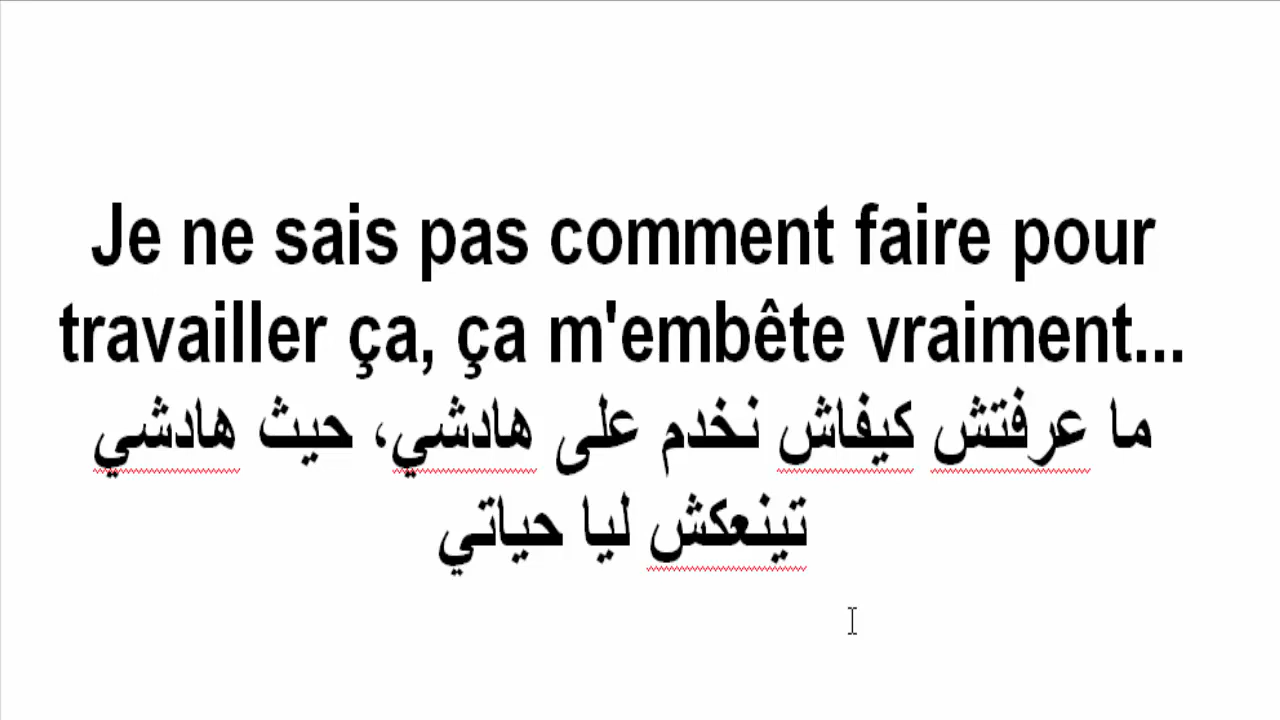 Je ne sais pas comment faire pour
travailler ça, ça m'embête vraiment...
ما عرفتش كيفاش نخدم على هادشي، حيث هادشي
تينعكش ليا حياتي